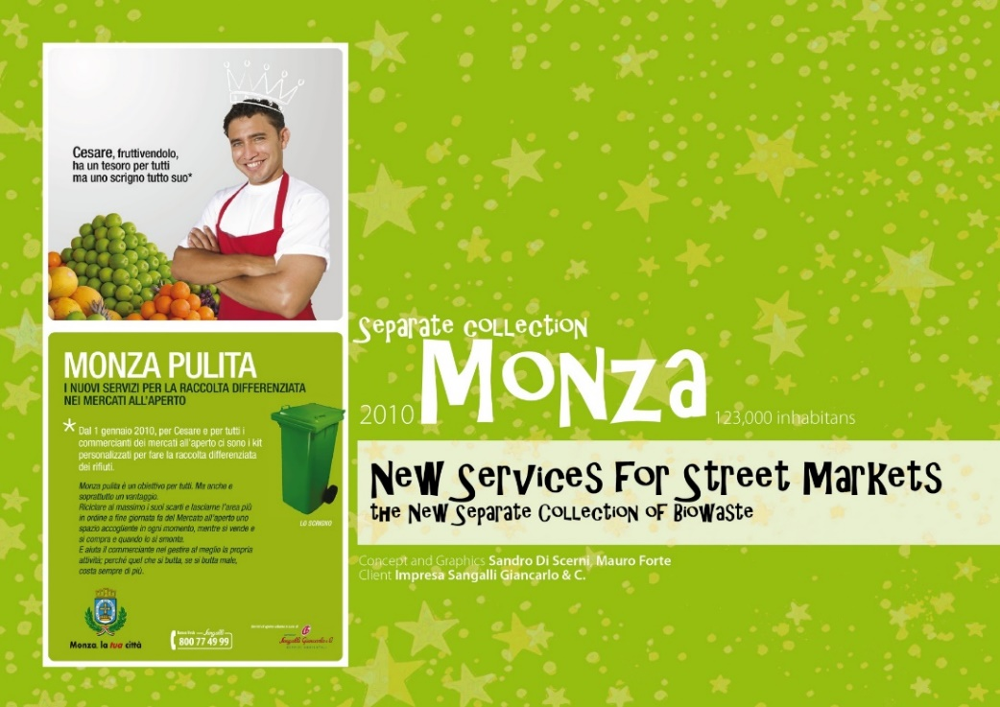 Cesare, fruttivendolo,
ha un tesoro per tutti
ma uno scrigno tutto suo*
MONZA PULITA
I NUOVI SERVIZI PER LA RACCOLTA DIFFERENZIATA
NEI MERCATI ALL'APERTO
* Dal 1 gennaio 2010, per Cesare e per tutti i
commercianti dei mercati all'aperto ci sono i kit
personalizzati per fare la raccolta differenziata
dei rifiuti.
Monza pulita è un obiettivo per tutti. Ma anche e
soprattutto un vantaggio.
Riciclare al massimo i suoi scarti e lasciarne l'area più
in ordine a fine giornata fa del Mercato all'aperto uno
spazio accogliente in ogni momento, mentre si vende e
si compra e quando lo si smonta.
E aiuta il commerciante nel gestire al meglio la propria
attività; perché quel che si butta, se si butta male,
costa sempre di più.
LO SCRIGNO
Monza, la tua città
Sangalli
800 77 49 99
Sangalli Giancarlo & C.
Separate Collection
Monza
2010
123,000 inhabitans
New Services For Street Markets
the New Separate Collection of BioWaste
Concept and Graphics Sandro Di Scerni, Mauro Forte
Client Impresa Sangalli Giancarlo & C.